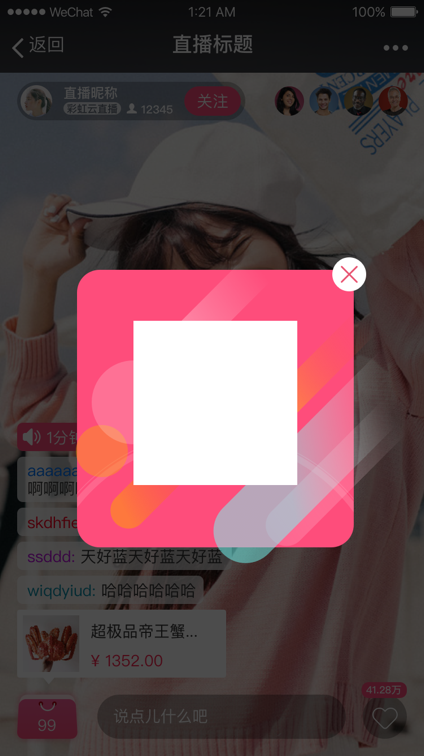 WeChat 1:21 AM 100%
返回 直播标题
直播昵称
彩虹云直播 12345 关注
1分
aaaaaa
啊啊啊
skdhfie
ssddd: 天好蓝天好蓝天好蓝
wiqdyiud: 哈哈哈哈哈哈
超极品帝王蟹...
¥ 1352.00
41.28万
99 说点儿什么吧